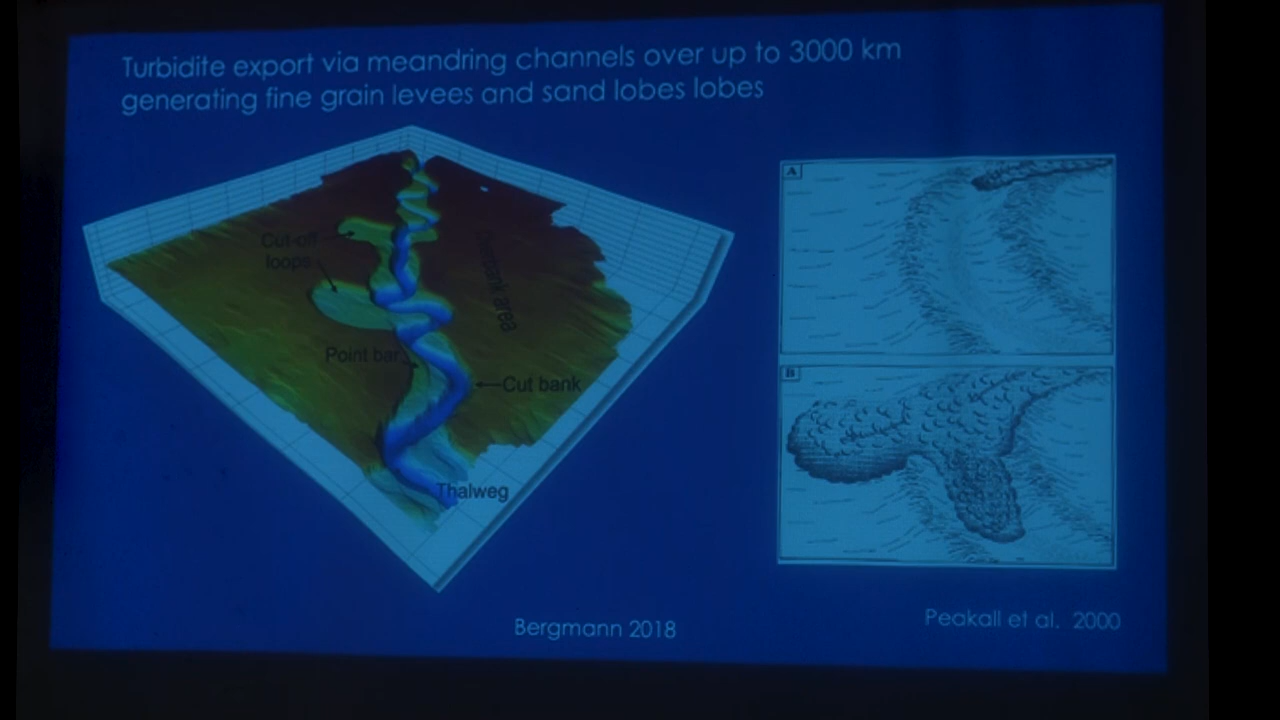 Turbidite export via meandring channels over up to 3000 km
generating fine grain levees and sand lobes lobes
Cut-off
loops
Point bar
Cut bank
Thalweg
A
B
Bergmann 2018
Peakall et al. 2000